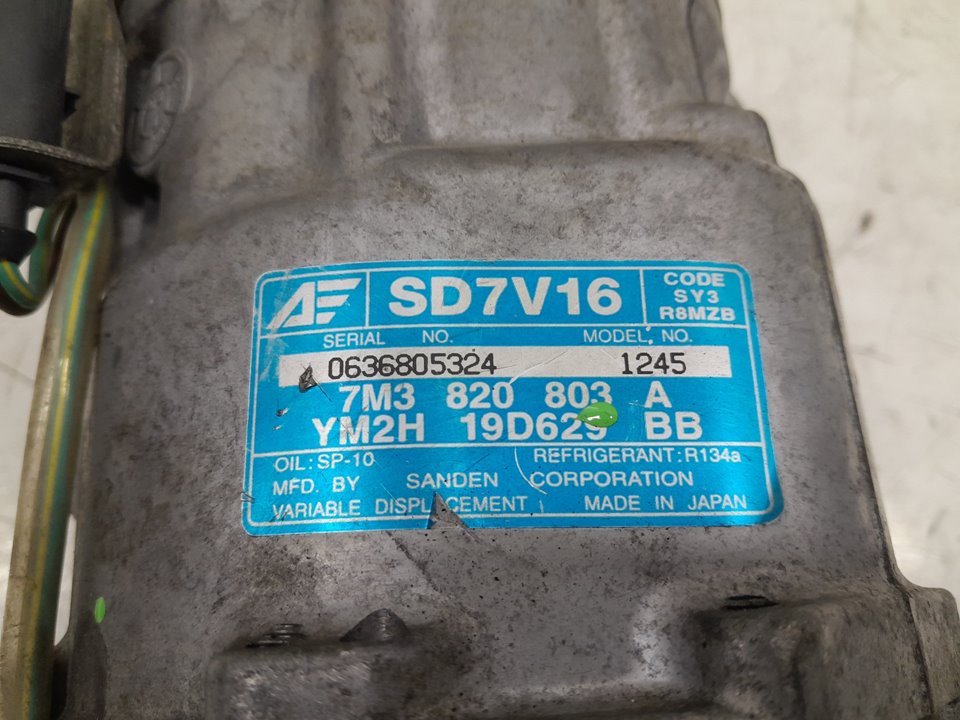 AE SD7V16 CODE
SY3
R8MZB
SERIAL NO. MODEL NO.
0636805324 1245
7M3 820 803 A
YM2H 19D629 BB
OIL:SP-10 REFRIGERANT:R134a
MFD. BY SANDEN CORPORATION
VARIABLE DISPLACEMENT MADE IN JAPAN